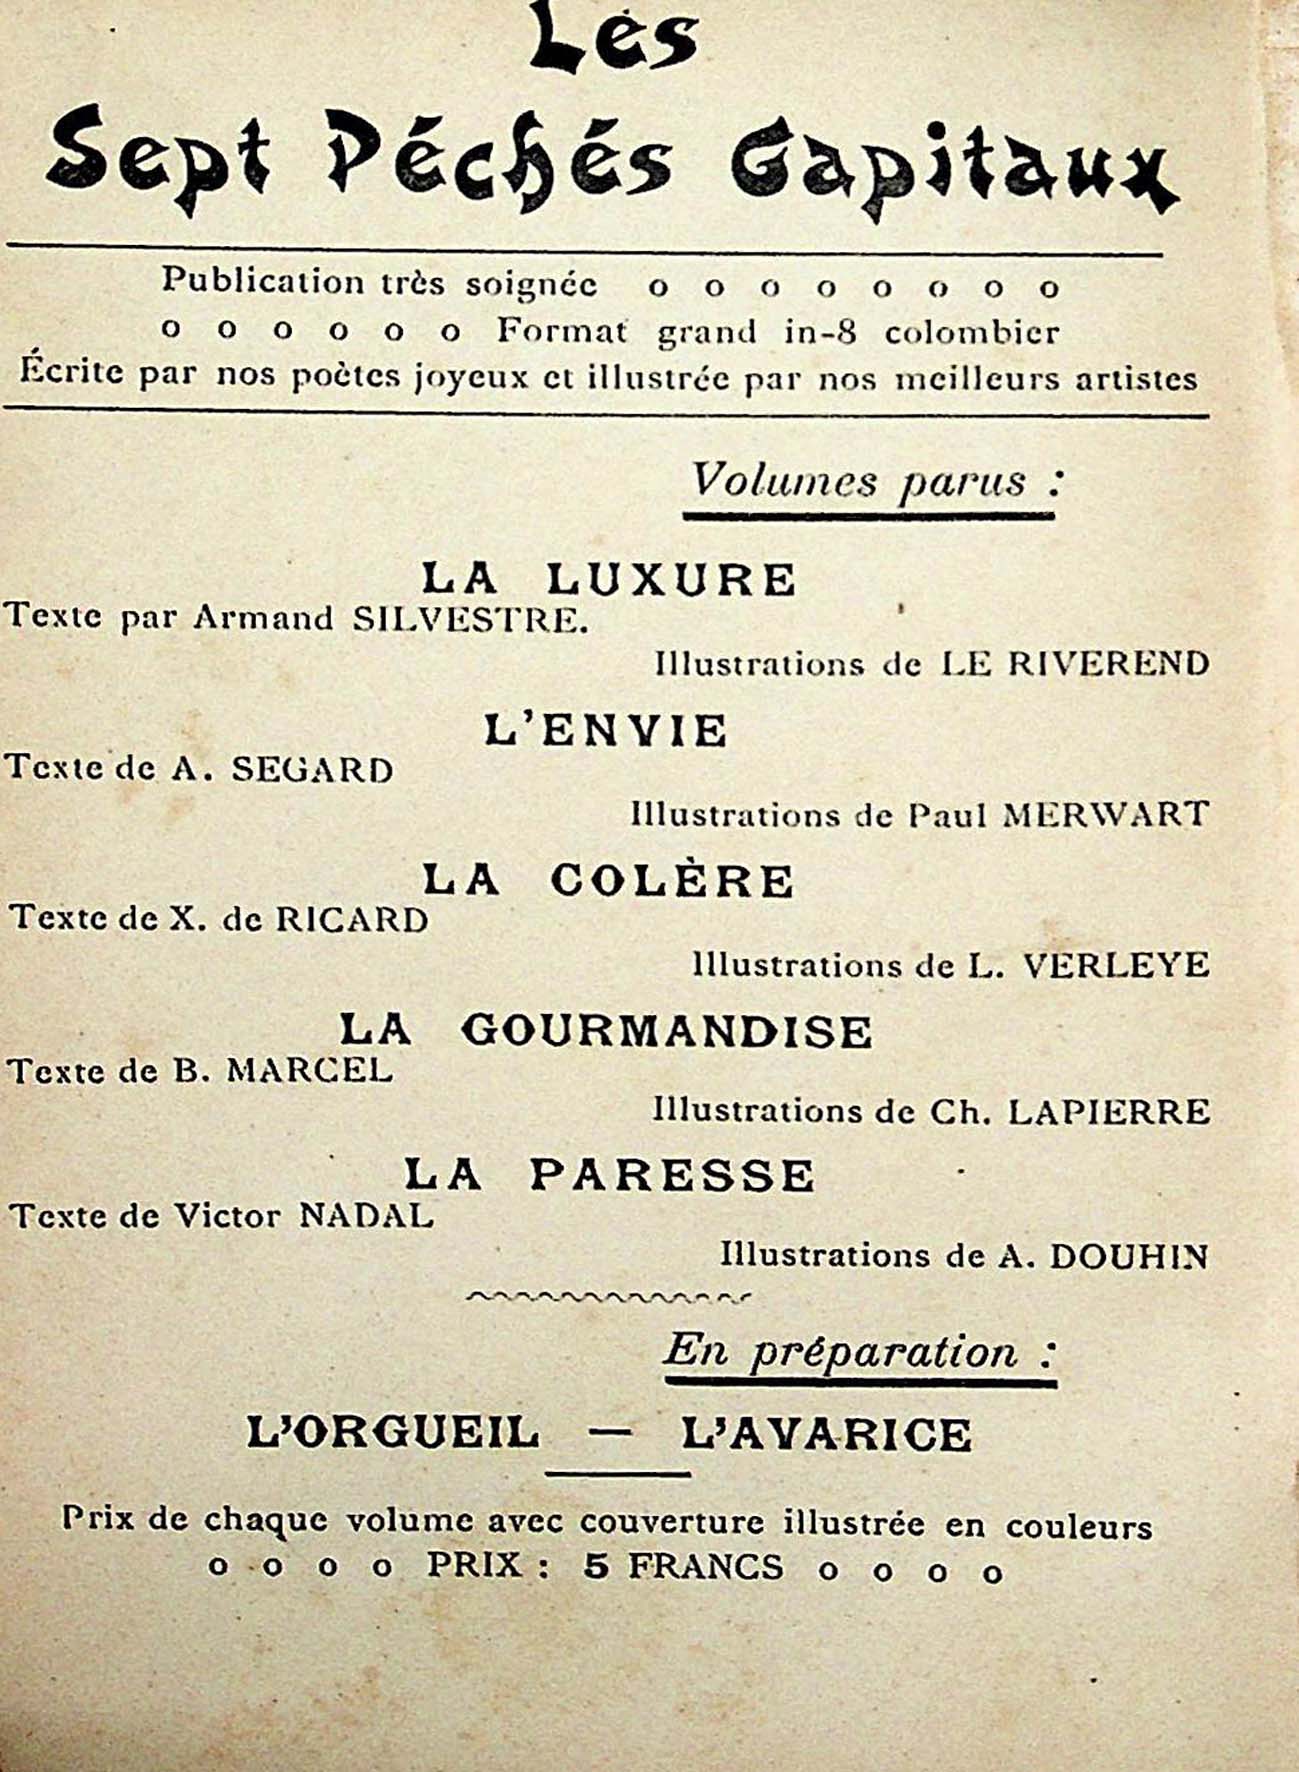 Les
Sept Péchés Capitaux
Publication très soignée o o o o o o o o
o o o o o o Format grand in-8 colombier
Écrite par nos poètes joyeux et illustrée par nos meilleurs artistes
Volumes parus :
LA LUXURE
Texte par Armand SILVESTRE.
Illustrations de LE RIVEREND
L'ENVIE
Texte de A. SEGARD
Illustrations de Paul MERWART
LA COLÈRE
Texte de X. de RICARD
Illustrations de L. VERLEYE
LA GOURMANDISE
Texte de B. MARCEL
Illustrations de Ch. LAPIERRE
LA PARESSE
Texte de Victor NADAL
Illustrations de A. DOUHIN
En préparation :
L'ORGUEIL — L'AVARICE
Prix de chaque volume avec couverture illustrée en couleurs
o o o o PRIX : 5 FRANCS o o o o